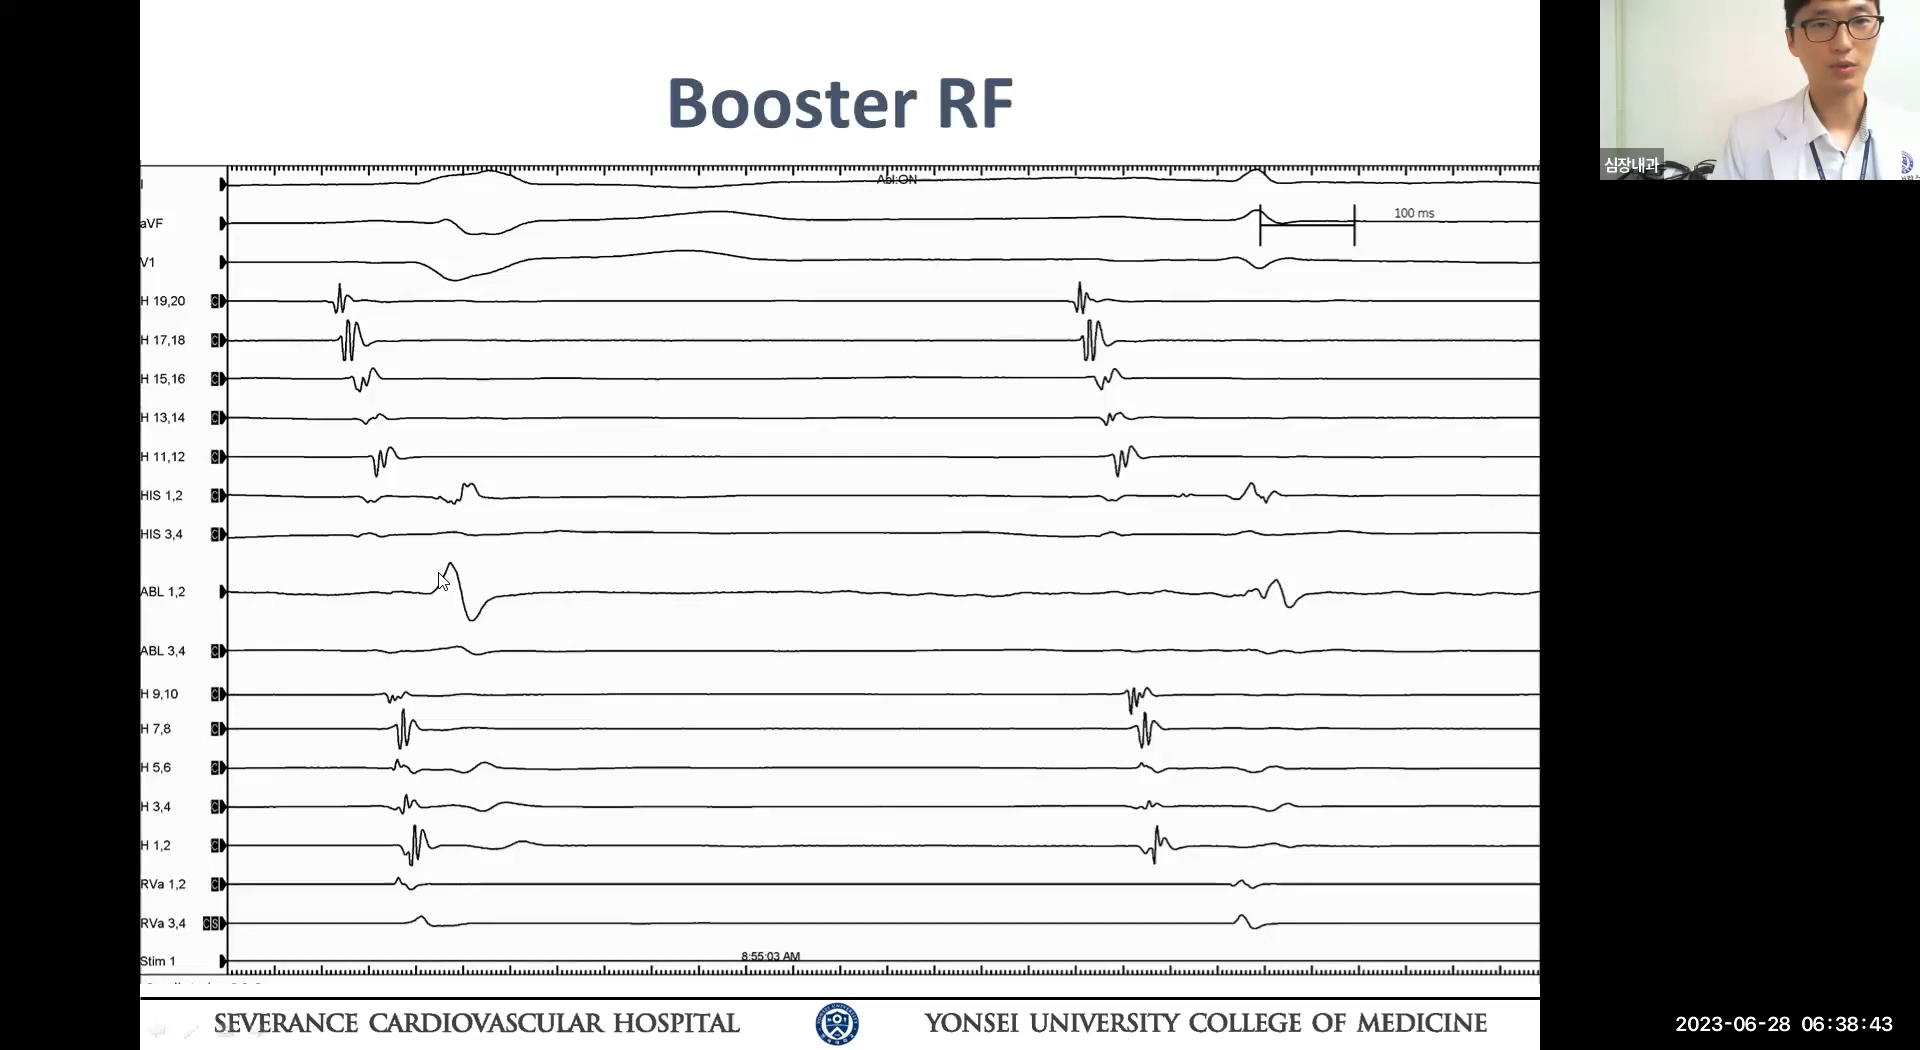 Booster RF
심장내과
I
Abl:ON
aVF
100 ms
V1
H 19,20
H 17,18
H 15,16
H 13,14
H 11,12
HIS 1,2
HIS 3,4
ABL 1,2
ABL 3,4
H 9,10
H 7,8
H 5,6
H 3,4
H 1,2
RVa 1,2
RVa 3,4
Stim 1
8:55:03 AM
SEVERANCE CARDIOVASCULAR HOSPITAL
YONSEI UNIVERSITY COLLEGE OF MEDICINE
2023-06-28 06:38:43